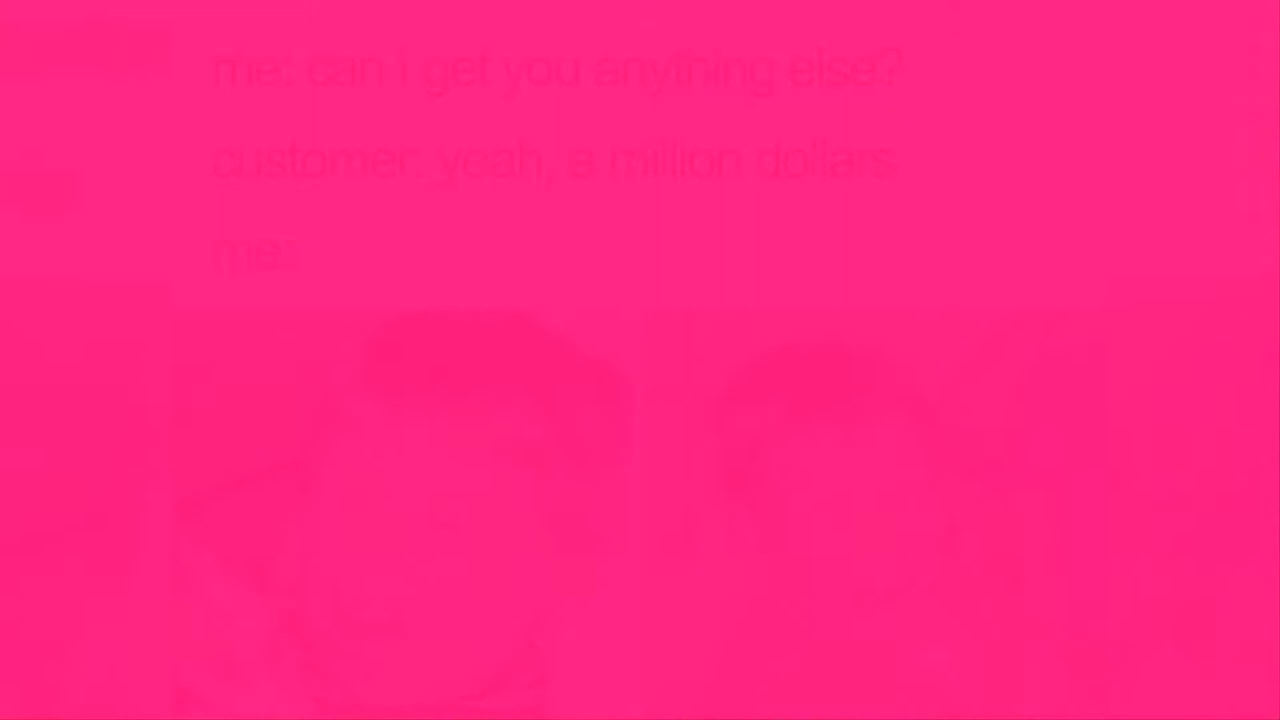 me: can i get you anything else?
customer: yeah, a million dollars
me: